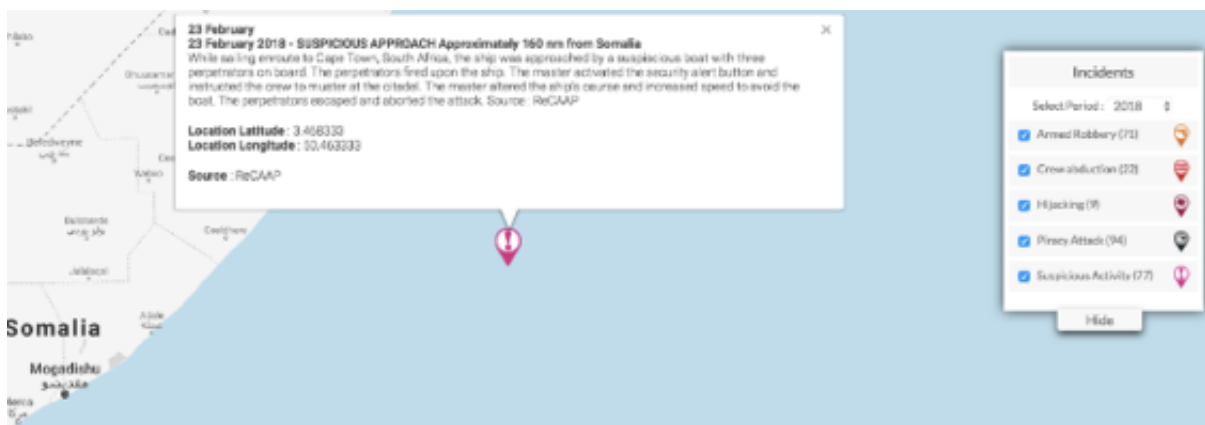 23 February
23 February 2018 - SUSPICIOUS APPROACH Approximately 160 nm from Somalia
While sailing enroute to Cape Town, South Africa, the ship was approached by a suspiscious boat with three
perpetrators on board. The perpetrators fired upon the ship. The master activated the security alert button and
instructed the crew to muster at the citadel. The master altered the ship's course and increased speed to avoid the
boat. The perpetrators escaped and aborted the attack. Source : ReCAAP
Location Latitude : 3.468333
Location Longitude : 50.463333
Source : ReCAAP
Incidents
Select Period : 2018
Armed Robbery (71)
Crew abduction (22)
Hijacking (9)
Piracy Attack (94)
Suspicious Activity (77)
Hide
Beledweyne
Ceeldheere
Jalalaqsi
Somalia
Mogadishu
مقديشو